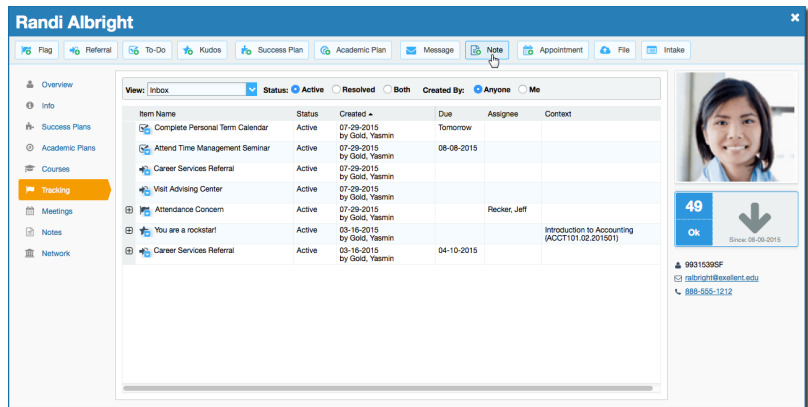 Randi Albright
Flag Referral To-Do Kudos Success Plan Academic Plan Message Note Appointment File Intake
Overview
Info
Success Plans
Academic Plans
Courses
Tracking
Meetings
Notes
Network
View: Inbox Status: Active Resolved Both Created By: Anyone Me
Item Name Status Created Due Assignee Context
Complete Personal Term Calendar Active 07-29-2015 Tomorrow
by Gold, Yasmin
Attend Time Management Seminar Active 07-29-2015 08-08-2015
by Gold, Yasmin
Career Services Referral Active 07-29-2015
by Gold, Yasmin
Visit Advising Center Active 07-29-2015
by Gold, Yasmin
Attendance Concern Active 07-29-2015 Recker, Jeff
by Gold, Yasmin
You are a rockstar! Active 03-16-2015 Introduction to Accounting
by Gold, Yasmin (ACCT101.02.201501)
Career Services Referral Active 03-16-2015 04-10-2015
by Gold, Yasmin
49
Ok
Since: 06-09-2015
9931539SF
ralbright@exellent.edu
888-555-1212